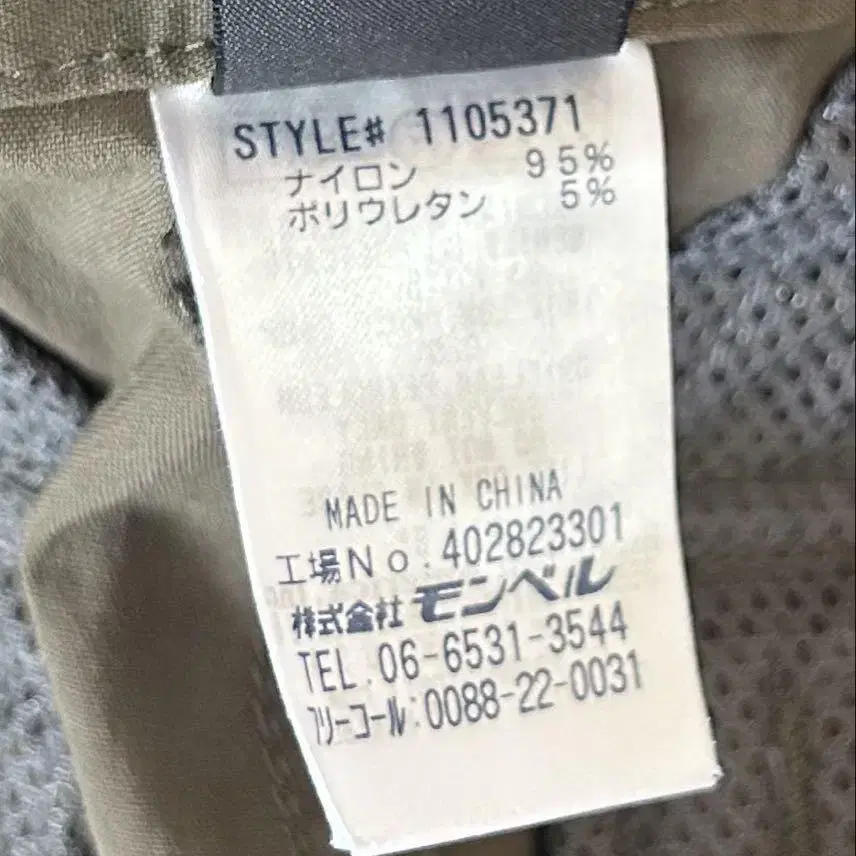 STYLE# 1105371
ナイロン 95%
ポリウレタン 5%
MADE IN CHINA
工場No.402823301
株式会社モンベル
TEL.06-6531-3544
ﾌﾘｰｺｰﾙ:0088-22-0031